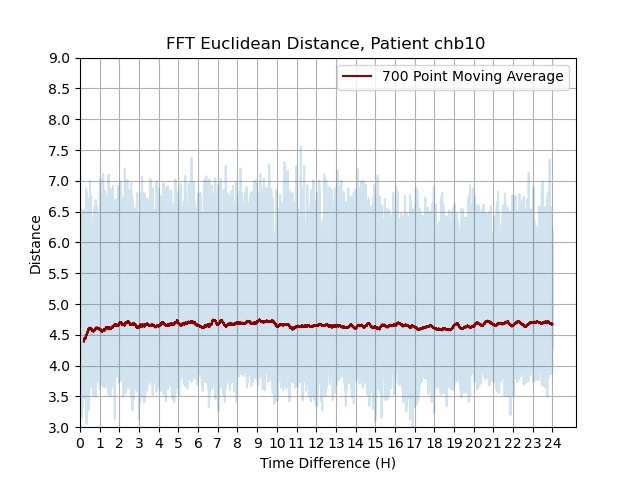 FFT Euclidean Distance, Patient chb10
700 Point Moving Average
9.0
8.5
8.0
7.5
7.0
6.5
6.0
5.5
5.0
4.5
4.0
3.5
3.0
Distance
0 1 2 3 4 5 6 7 8 9 10 11 12 13 14 15 16 17 18 19 20 21 22 23 24
Time Difference (H)